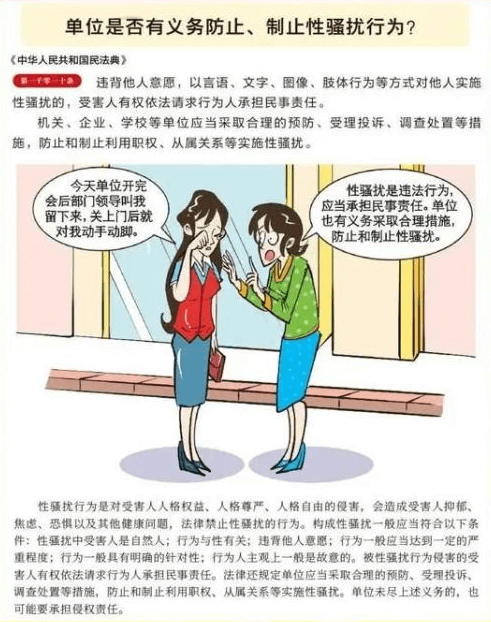 单位是否有义务防止、制止性骚扰行为？
《中华人民共和国民法典》
第一千零一十条 违背他人意愿，以言语、文字、图像、肢体行为等方式对他人实施
性骚扰的，受害人有权依法请求行为人承担民事责任。
机关、企业、学校等单位应当采取合理的预防、受理投诉、调查处置等措
施，防止和制止利用职权、从属关系等实施性骚扰。
今天单位开完
会后部门领导叫我
留下来，关上门后就
对我动手动脚。
性骚扰是违法行为，
应当承担民事责任。单位
也有义务采取合理措施，
防止和制止性骚扰。
性骚扰行为是对受害人人格权益、人格尊严、人格自由的侵害，会造成受害人抑郁、
焦虑、恐惧以及其他健康问题，法律禁止性骚扰的行为。构成性骚扰一般应当符合以下条
件：性骚扰中受害人是自然人；行为与性有关；违背他人意愿；行为一般应当达到一定的严
重程度；行为一般具有明确的针对性；行为人主观上一般是故意的。被性骚扰行为侵害的受
害人有权依法请求行为人承担民事责任。法律还规定单位应当采取合理的预防、受理投诉、
调查处置等措施，防止和制止利用职权、从属关系等实施性骚扰。单位未尽上述义务的，也
可能要承担侵权责任。